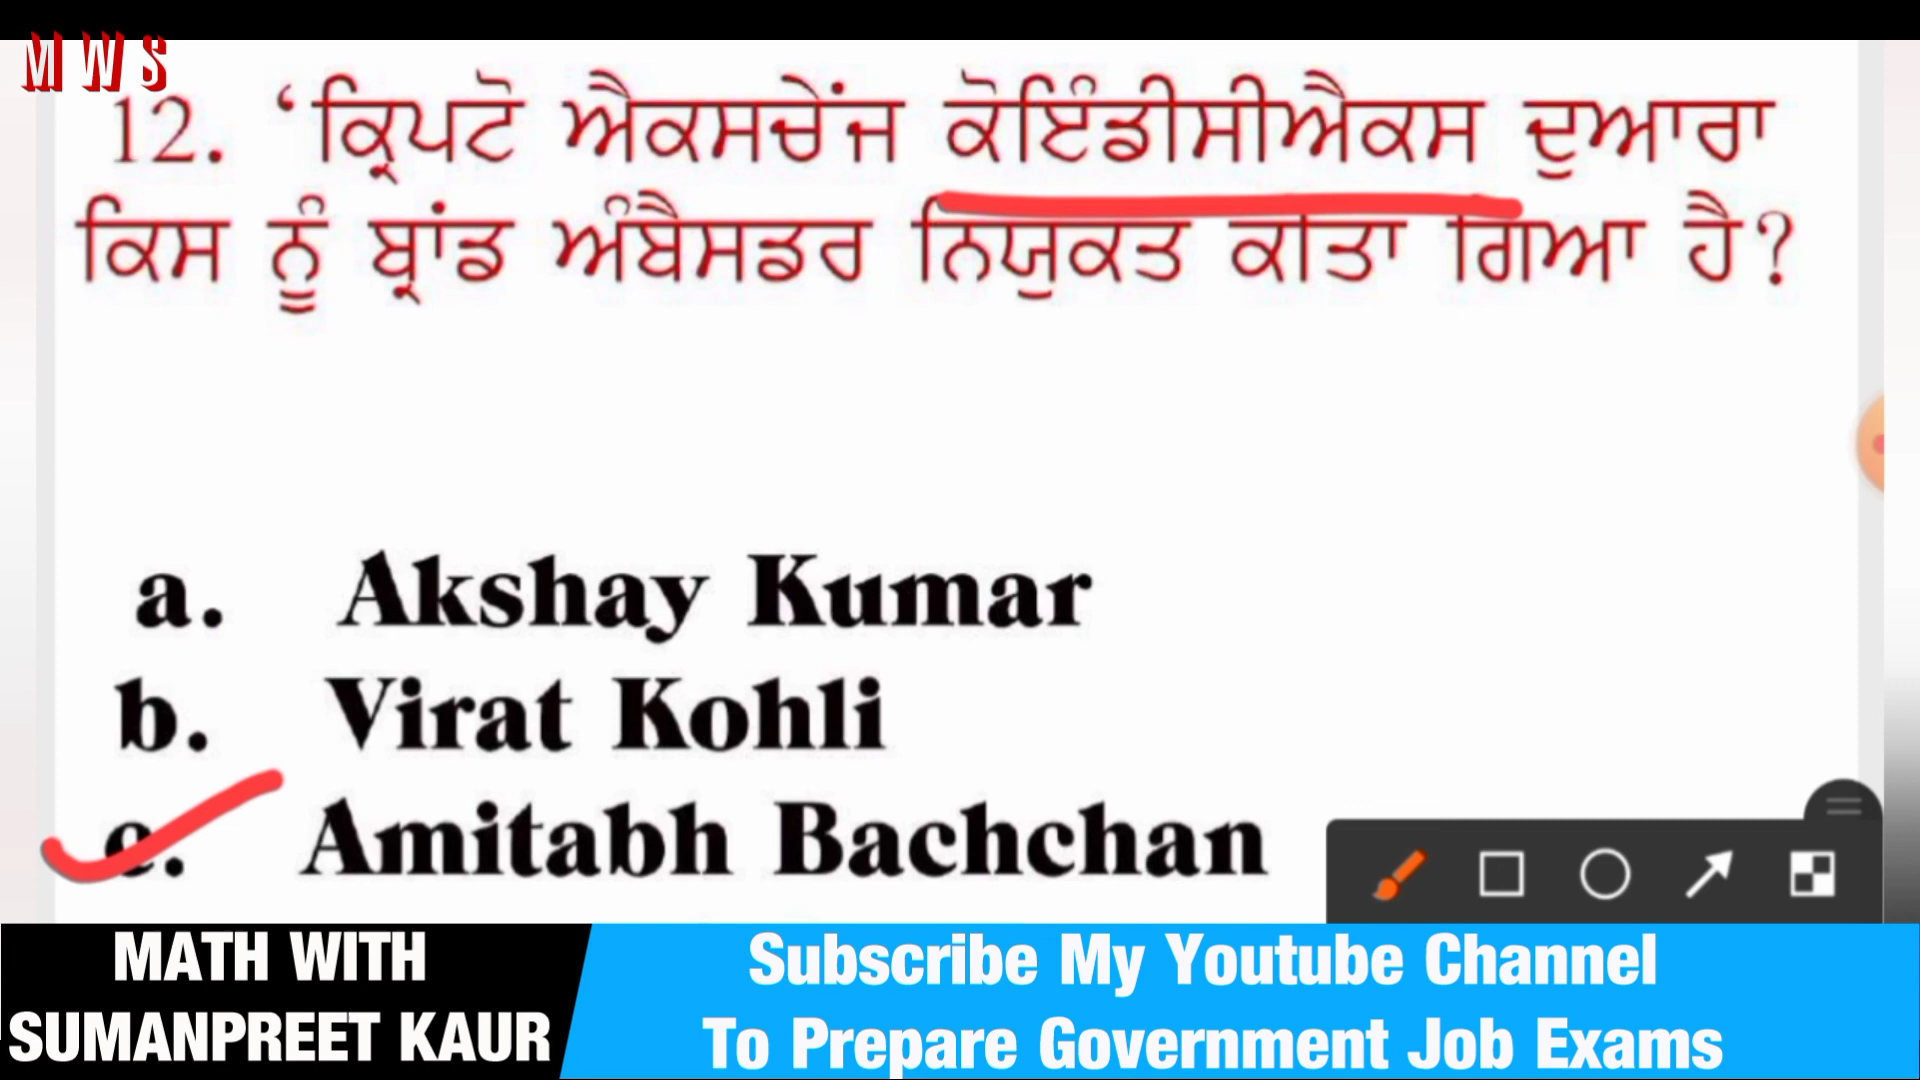 MWS
12. ‘ਕ੍ਰਿਪਟੋ ਐਕਸਚੇਂਜ ਕੋਇੰਡੀਸੀਐਕਸ ਦੁਆਰਾ
ਕਿਸ ਨੂੰ ਬ੍ਰਾਂਡ ਅੰਬੈਸਡਰ ਨਿਯੁਕਤ ਕੀਤਾ ਗਿਆ ਹੈ?
a. Akshay Kumar
b. Virat Kohli
c. Amitabh Bachchan
MATH WITH
SUMANPREET KAUR
Subscribe My Youtube Channel
To Prepare Government Job Exams